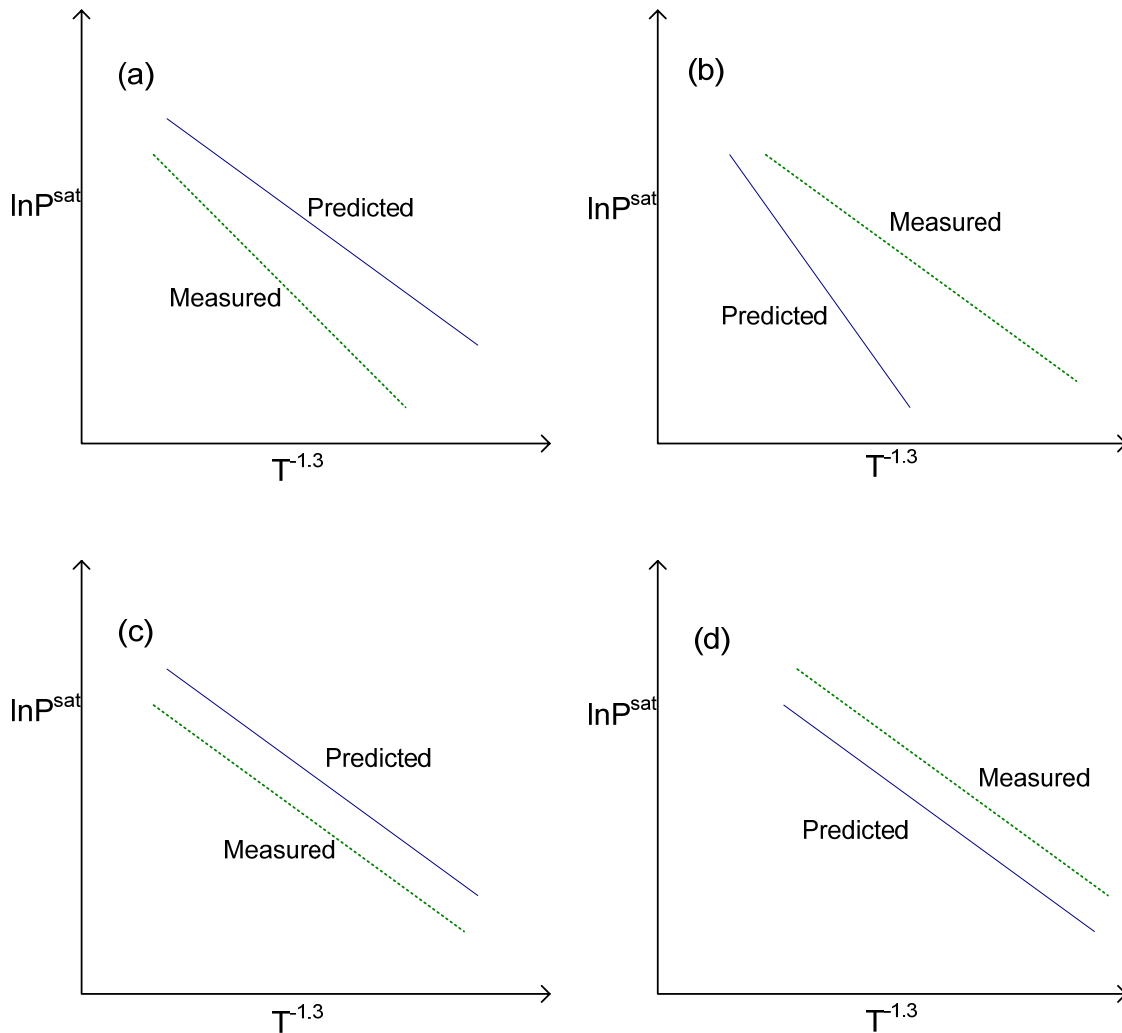 (a)
Predicted
lnP^sat
Measured
T^-1.3
(b)
lnP^sat
Measured
Predicted
T^-1.3
(c)
lnP^sat
Predicted
Measured
T^-1.3
(d)
lnP^sat
Measured
Predicted
T^-1.3